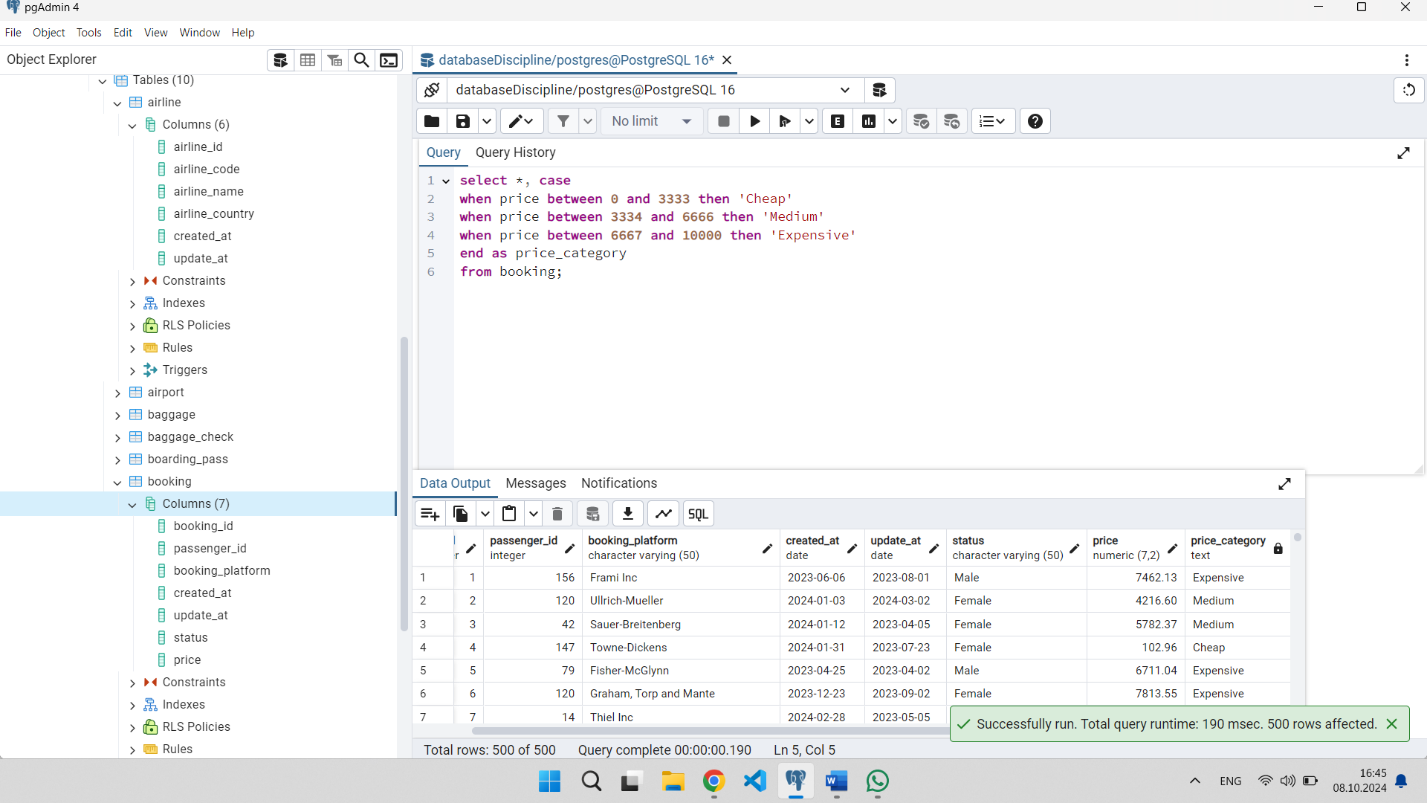 pgAdmin 4
File Object Tools Edit View Window Help
Object Explorer
Tables (10)
airline
Columns (6)
airline_id
airline_code
airline_name
airline_country
created_at
update_at
Constraints
Indexes
RLS Policies
Rules
Triggers
airport
baggage
baggage_check
boarding_pass
booking
Columns (7)
booking_id
passenger_id
booking_platform
created_at
update_at
status
price
Constraints
Indexes
RLS Policies
Rules
databaseDiscipline/postgres@PostgreSQL 16*
databaseDiscipline/postgres@PostgreSQL 16
No limit
E
Query Query History
1 select *, case
2 when price between 0 and 3333 then 'Cheap'
3 when price between 3334 and 6666 then 'Medium'
4 when price between 6667 and 10000 then 'Expensive'
5 end as price_category
6 from booking;
Data Output Messages Notifications
SQL
passenger_id booking_platform created_at update_at status price price_category
integer character varying (50) date date character varying (50) numeric (7,2) text
1 1 156 Frami Inc 2023-06-06 2023-08-01 Male 7462.13 Expensive
2 2 120 Ullrich-Mueller 2024-01-03 2024-03-02 Female 4216.60 Medium
3 3 42 Sauer-Breitenberg 2024-01-12 2023-04-05 Female 5782.37 Medium
4 4 147 Towne-Dickens 2024-01-31 2023-07-23 Female 102.96 Cheap
5 5 79 Fisher-McGlynn 2023-04-25 2023-04-02 Male 6711.04 Expensive
6 6 120 Graham, Torp and Mante 2023-12-23 2023-09-02 Female 7813.55 Expensive
7 7 14 Thiel Inc 2024-02-28 2023-05-05
Successfully run. Total query runtime: 190 msec. 500 rows affected.
Total rows: 500 of 500 Query complete 00:00:00.190 Ln 5, Col 5
ENG
16:45
08.10.2024